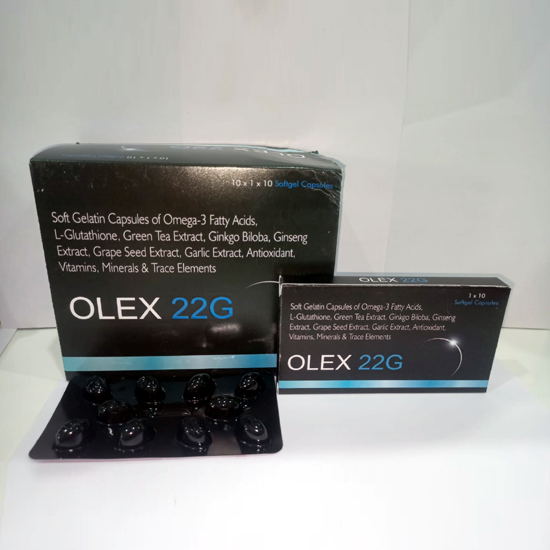 OLEX 22G
10 x 1 x 10 Softgel Capsules
Soft Gelatin Capsules of Omega-3 Fatty Acids,
L-Glutathione, Green Tea Extract, Ginkgo Biloba, Ginseng
Extract, Grape Seed Extract, Garlic Extract, Antioxidant,
Vitamins, Minerals & Trace Elements
OLEX 22G
OLEX 22G
1 x 10
Softgel Capsules
Soft Gelatin Capsules of Omega-3 Fatty Acids,
L-Glutathione, Green Tea Extract, Ginkgo Biloba, Ginseng
Extract, Grape Seed Extract, Garlic Extract, Antioxidant,
Vitamins, Minerals & Trace Elements
OLEX 22G